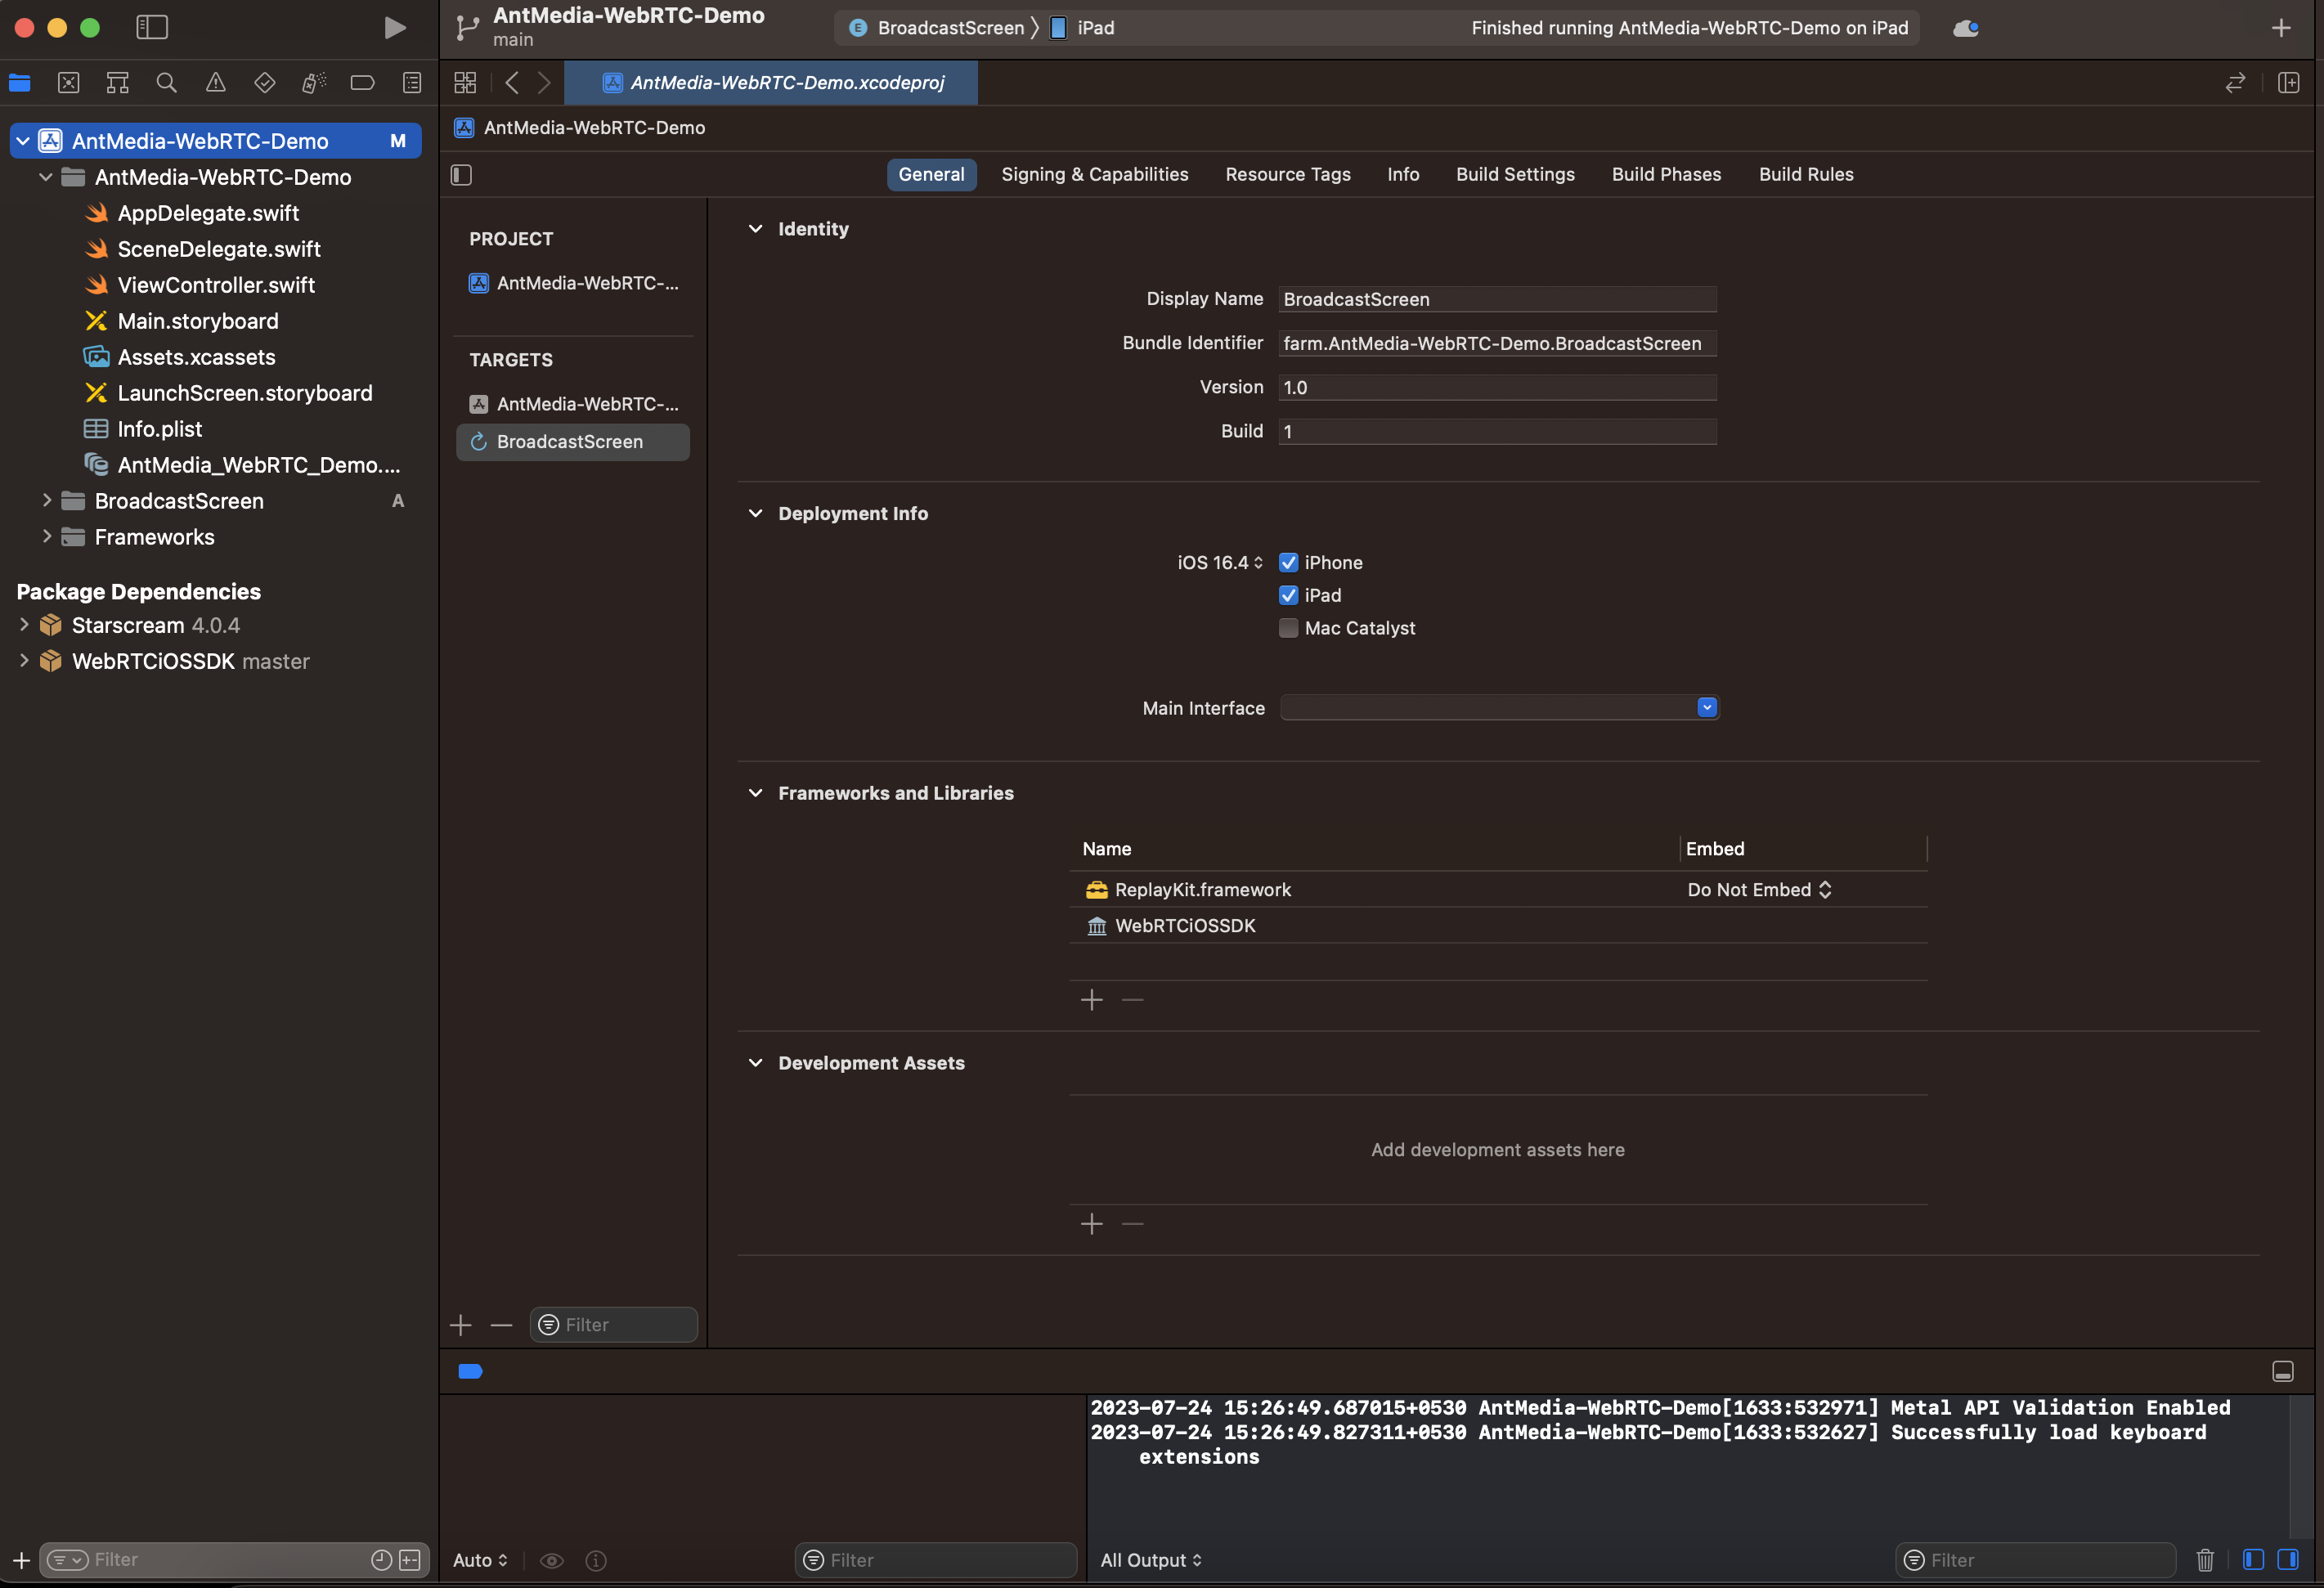 AntMedia-WebRTC-Demo
main
BroadcastScreen
iPad
Finished running AntMedia-WebRTC-Demo on iPad
AntMedia-WebRTC-Demo.xcodeproj
AntMedia-WebRTC-Demo
AntMedia-WebRTC-Demo M
AntMedia-WebRTC-Demo
AppDelegate.swift
SceneDelegate.swift
ViewController.swift
Main.storyboard
Assets.xcassets
LaunchScreen.storyboard
Info.plist
AntMedia_WebRTC_Demo....
BroadcastScreen A
Frameworks
Package Dependencies
Starscream 4.0.4
WebRTCiOSSDK master
Filter
General Signing & Capabilities Resource Tags Info Build Settings Build Phases Build Rules
PROJECT
AntMedia-WebRTC-...
TARGETS
AntMedia-WebRTC-...
BroadcastScreen
Filter
Identity
Display Name BroadcastScreen
Bundle Identifier farm.AntMedia-WebRTC-Demo.BroadcastScreen
Version 1.0
Build 1
Deployment Info
iOS 16.4 iPhone
iPad
Mac Catalyst
Main Interface
Frameworks and Libraries
Name Embed
ReplayKit.framework Do Not Embed
WebRTCiOSSDK
Development Assets
Add development assets here
2023-07-24 15:26:49.687015+0530 AntMedia-WebRTC-Demo[1633:532971] Metal API Validation Enabled
2023-07-24 15:26:49.827311+0530 AntMedia-WebRTC-Demo[1633:532627] Successfully load keyboard
extensions
Auto
Filter
All Output
Filter